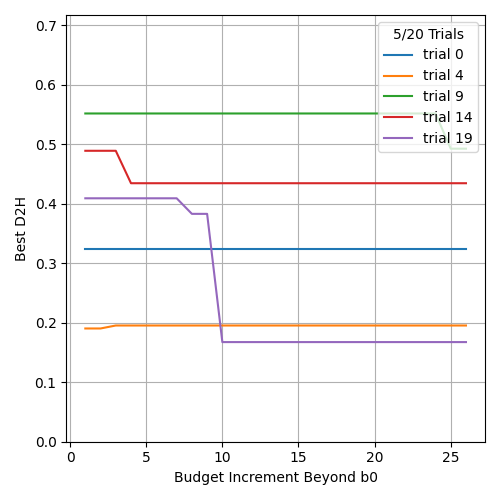 5/20 Trials
trial 0
trial 4
trial 9
trial 14
trial 19
Best D2H
0.7
0.6
0.5
0.4
0.3
0.2
0.1
0.0
0 5 10 15 20 25
Budget Increment Beyond b0